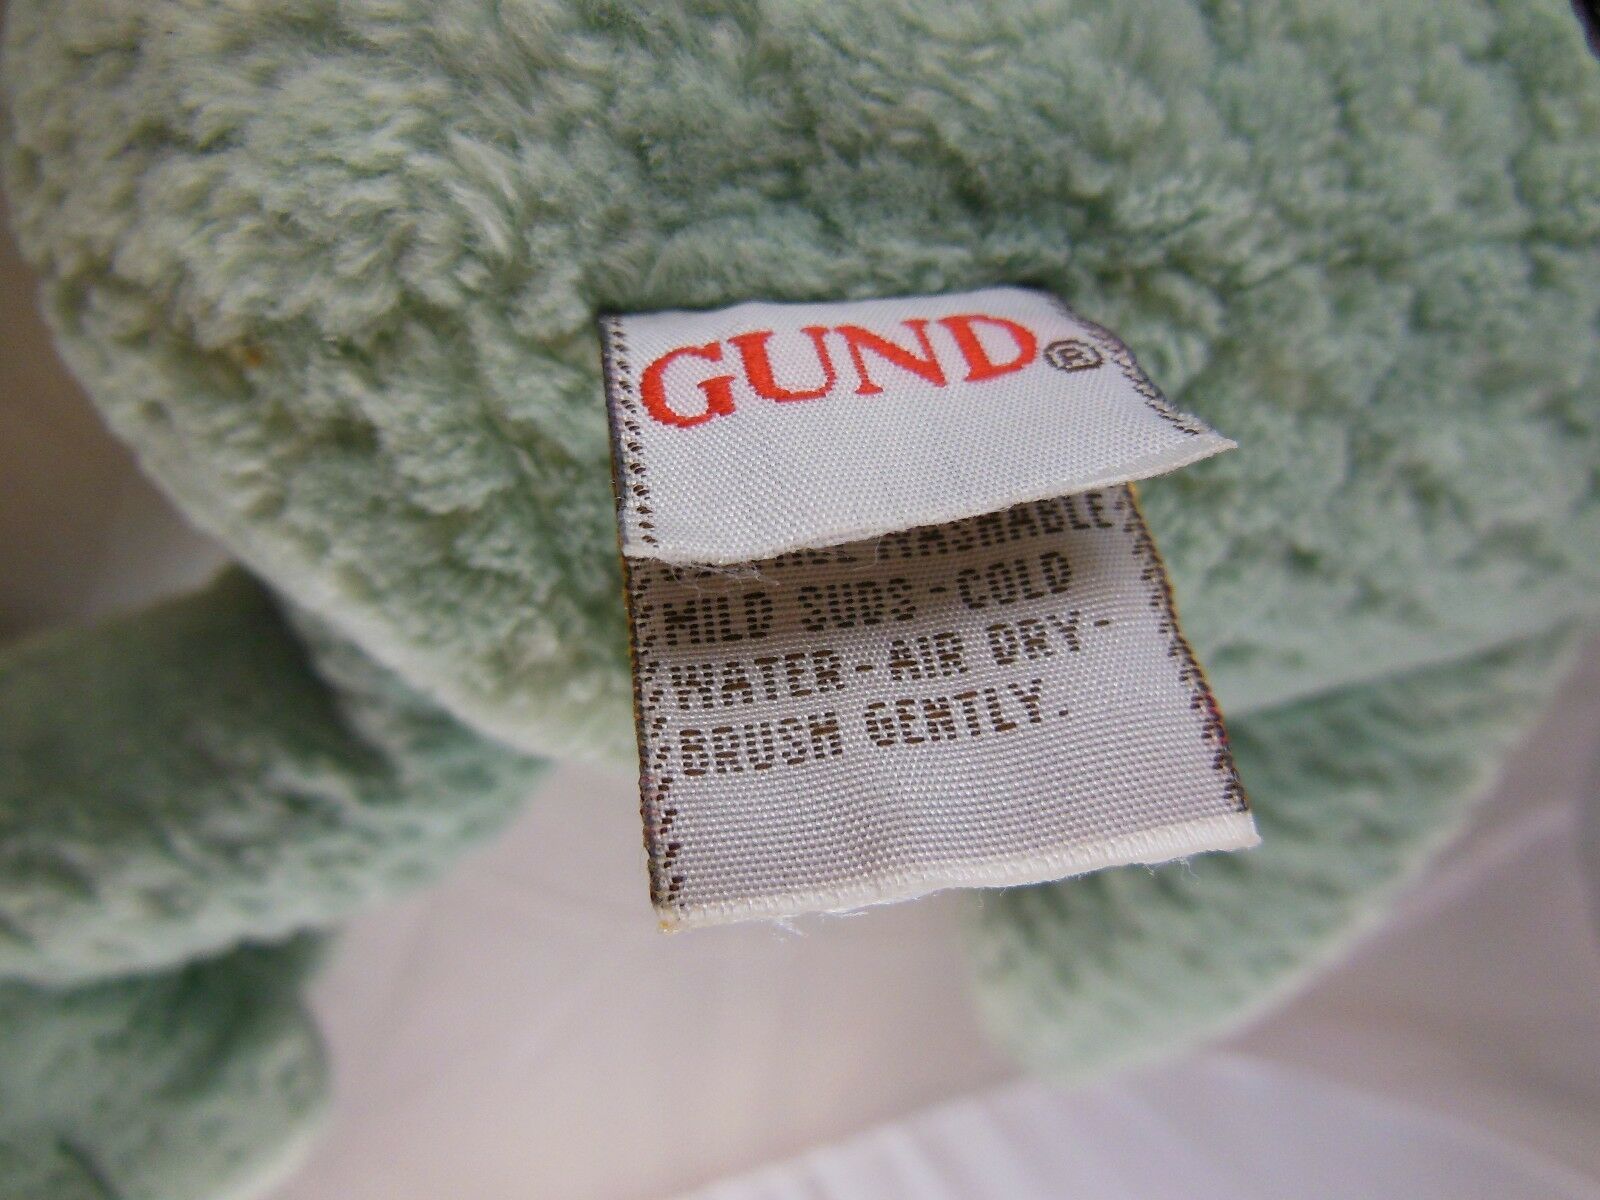 GUND®
WASHABLE
MILD SUDS - COLD
WATER - AIR DRY -
BRUSH GENTLY.